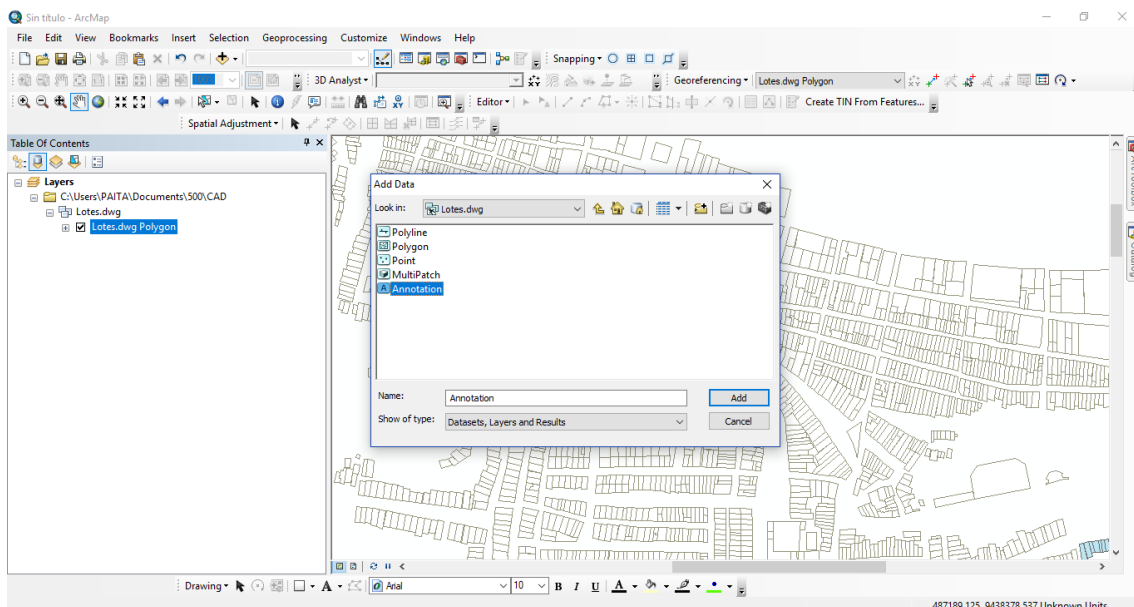 Sin título - ArcMap
File Edit View Bookmarks Insert Selection Geoprocessing Customize Windows Help
Snapping
3D Analyst Georeferencing Lotes.dwg Polygon
Editor Create TIN From Features...
Spatial Adjustment
Table Of Contents
Layers
C:\Users\PAITA\Documents\500\CAD
Lotes.dwg
Lotes.dwg Polygon
Add Data
Look in: Lotes.dwg
Polyline
Polygon
Point
MultiPatch
Annotation
Name: Annotation Add
Show of type: Datasets, Layers and Results Cancel
Drawing A Arial 10 B I U A
487189.125 9438378.537 Unknown Units